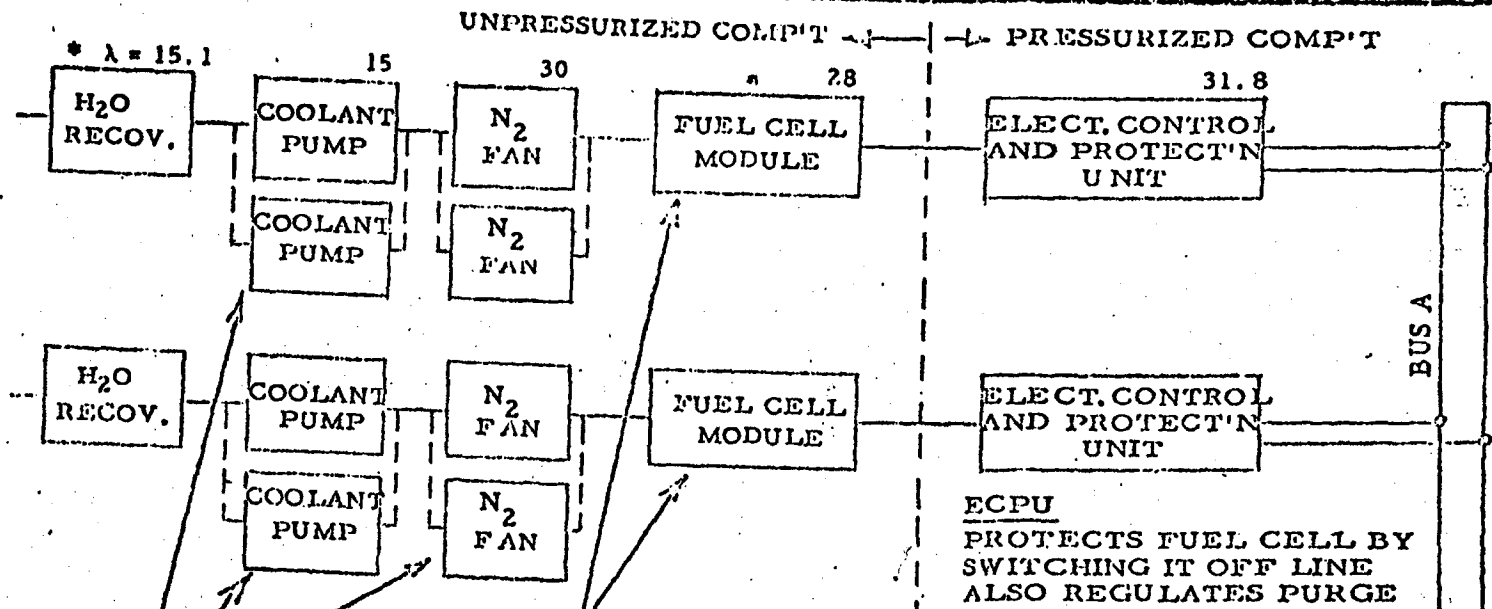 UNPRESSURIZED COMP'T
PRESSURIZED COMP'T
* λ = 15.1
15
30
28
31.8
H₂O
RECOV.
COOLANT
PUMP
N₂
FAN
FUEL CELL
MODULE
ELECT. CONTROL
AND PROTECT'N
UNIT
COOLANT
PUMP
N₂
FAN
BUS A
H₂O
RECOV.
COOLANT
PUMP
N₂
FAN
FUEL CELL
MODULE
ELECT. CONTROL
AND PROTECT'N
UNIT
COOLANT
PUMP
N₂
FAN
ECPU
PROTECTS FUEL CELL BY
SWITCHING IT OFF LINE
ALSO REGULATES PURGE